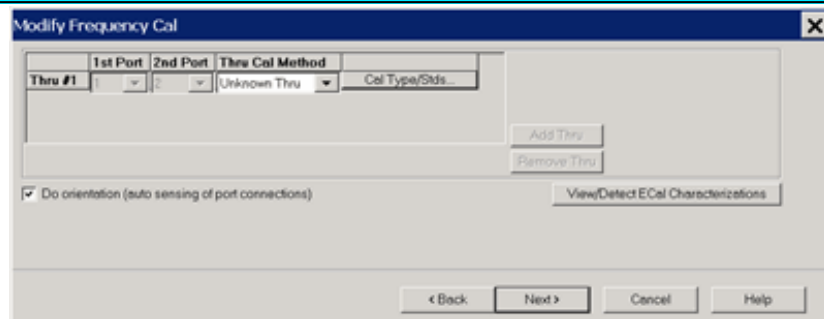 Modify Frequency Cal
1st Port 2nd Port Thru Cal Method
Thru #1 1 2 Unknown Thru Cal Type/Stds...
Add Thru
Remove Thru
Do orientation (auto sensing of port connections) View/Detect ECal Characterizations
< Back Next > Cancel Help